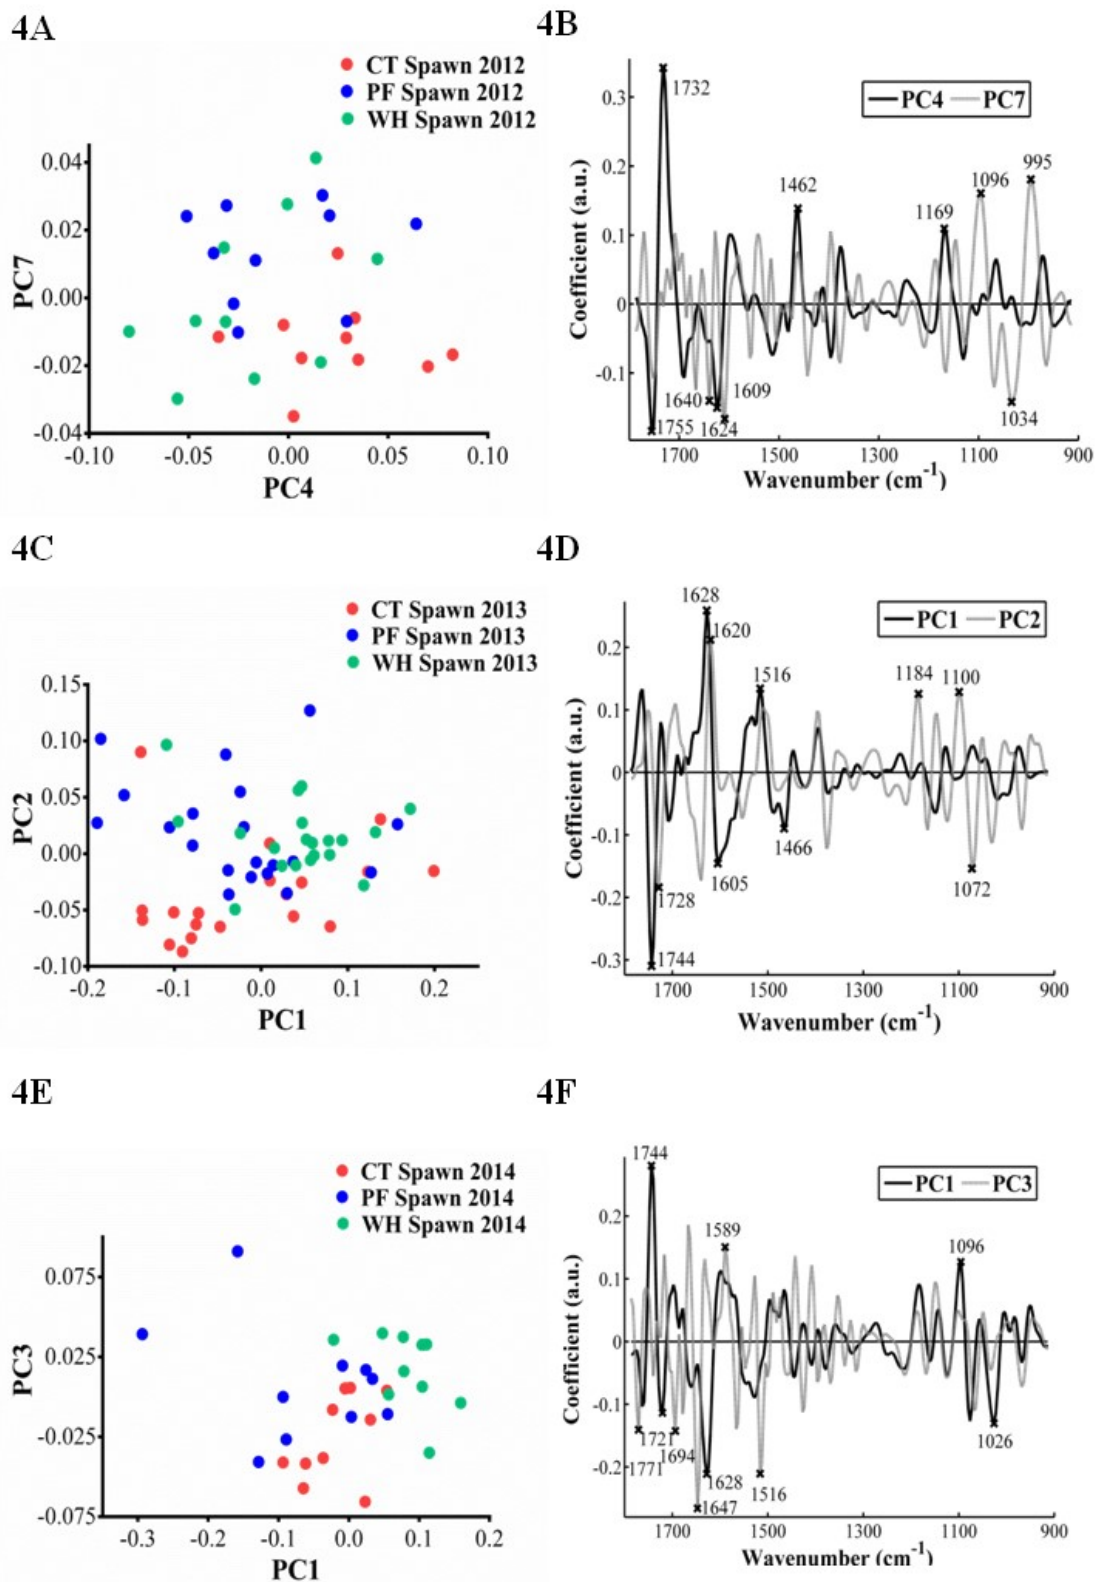 4A
CT Spawn 2012
PF Spawn 2012
WH Spawn 2012
0.04
0.02
0.00
-0.02
-0.04
PC7
-0.10 -0.05 0.00 0.05 0.10
PC4
4B
PC4 PC7
1732
1462
1169
1096
995
1755
1640
1624
1609
1034
0.3
0.2
0.1
0
-0.1
Coefficient (a.u.)
1700 1500 1300 1100 900
Wavenumber (cm-1)
4C
CT Spawn 2013
PF Spawn 2013
WH Spawn 2013
0.15
0.10
0.05
0.00
-0.05
-0.10
PC2
-0.2 -0.1 0.0 0.1 0.2
PC1
4D
PC1 PC2
1628
1620
1516
1184
1100
1744
1728
1605
1466
1072
0.2
0.1
0
-0.1
-0.2
-0.3
Coefficient (a.u.)
1700 1500 1300 1100 900
Wavenumber (cm-1)
4E
CT Spawn 2014
PF Spawn 2014
WH Spawn 2014
0.075
0.025
-0.025
-0.075
PC3
-0.3 -0.2 -0.1 0.0 0.1 0.2
PC1
4F
PC1 PC3
1744
1589
1096
1771
1721
1694
1647
1628
1516
1026
0.2
0.1
0
-0.1
-0.2
Coefficient (a.u.)
1700 1500 1300 1100 900
Wavenumber (cm-1)